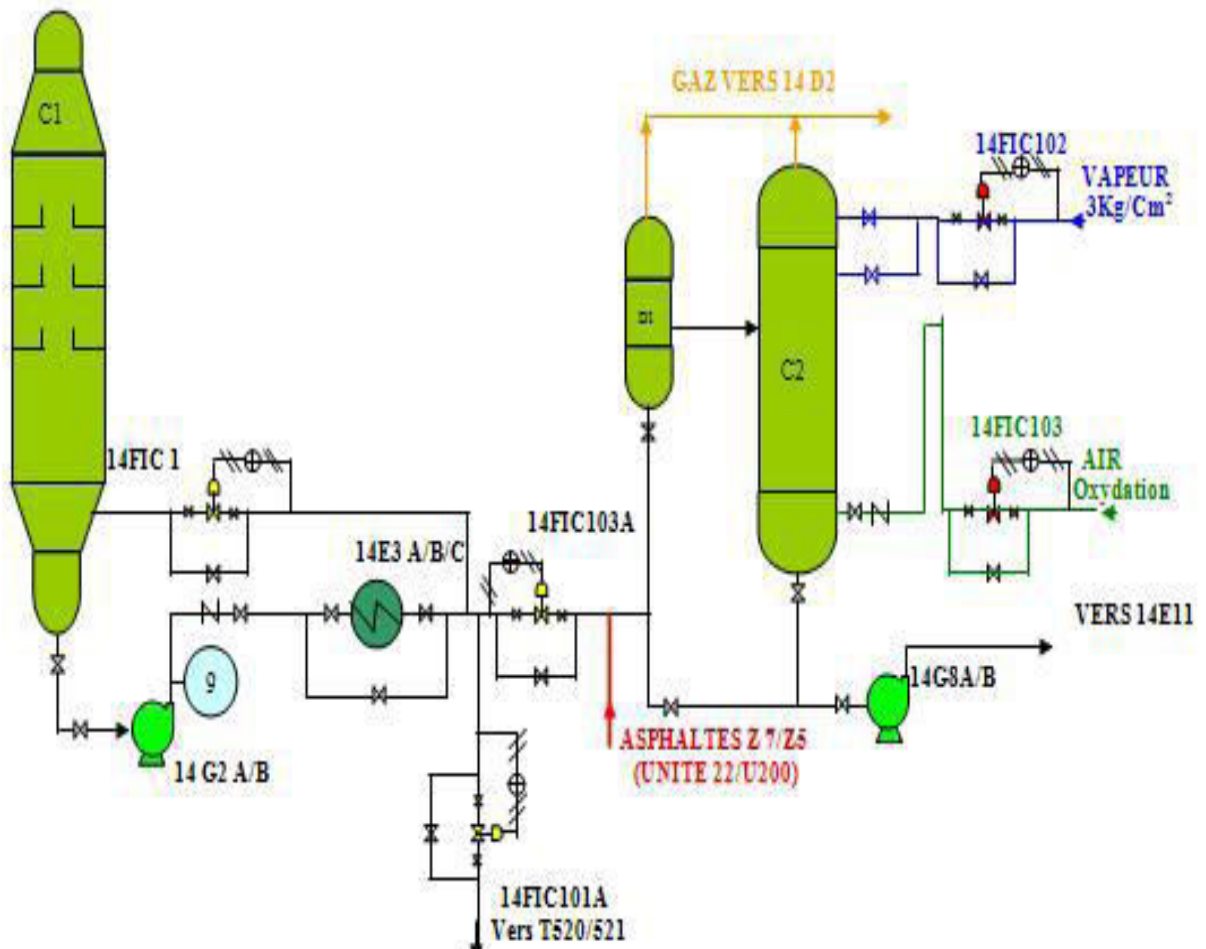 C1
GAZ VERS 14 D2
14FIC102
VAPEUR
3Kg/Cm²
D1
C2
14FIC103
AIR
Oxydation
14FIC 1
14FIC103A
14E3 A/B/C
VERS 14E11
9
14G8A/B
14 G2 A/B
ASPHALTES Z 7/Z5
(UNITE 22/U200)
14FIC101A
Vers T520/521